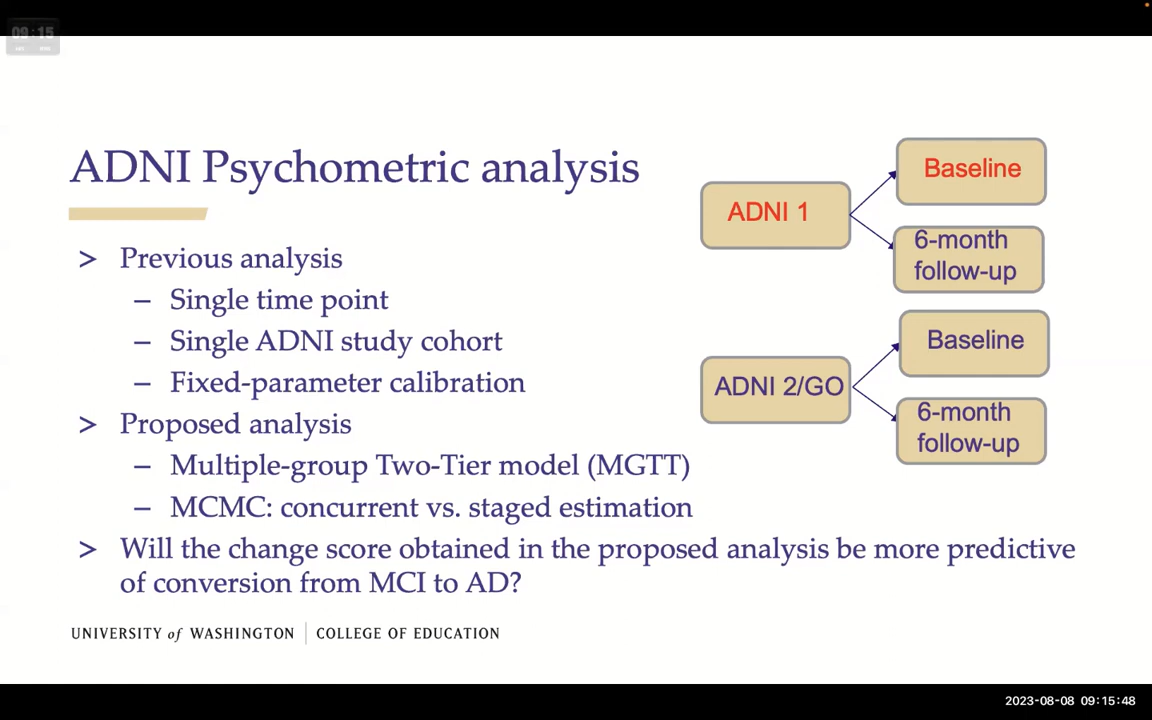 09:15
ADNI Psychometric analysis
> Previous analysis
– Single time point
– Single ADNI study cohort
– Fixed-parameter calibration
> Proposed analysis
– Multiple-group Two-Tier model (MGTT)
– MCMC: concurrent vs. staged estimation
> Will the change score obtained in the proposed analysis be more predictive
of conversion from MCI to AD?
ADNI 1
Baseline
6-month
follow-up
ADNI 2/GO
Baseline
6-month
follow-up
UNIVERSITY of WASHINGTON | COLLEGE OF EDUCATION
2023-08-08 09:15:48